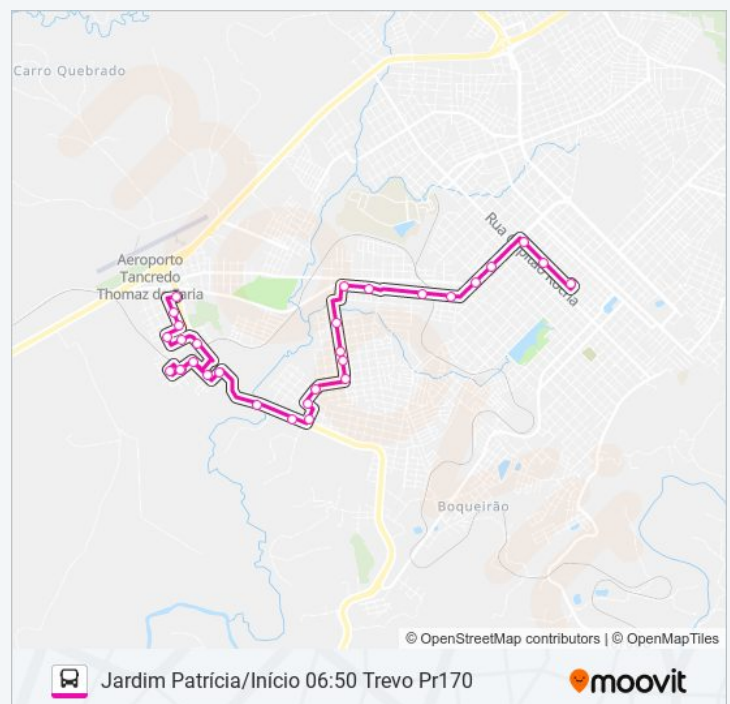 Carro Quebrado
Rua Capitão Rocha
Aeroporto
Tancredo
Thomaz de Faria
Boqueirão
© OpenStreetMap contributors | © OpenMapTiles
Jardim Patrícia/Início 06:50 Trevo Pr170
moovit